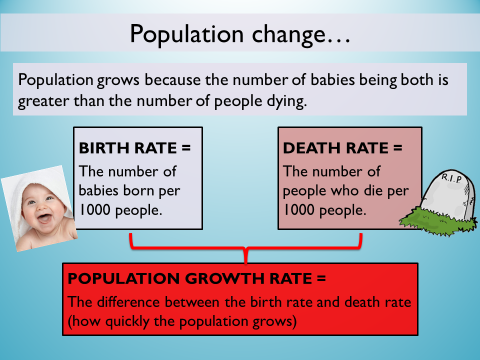 Population change…
Population grows because the number of babies being both is
greater than the number of people dying.
BIRTH RATE =
The number of
babies born per
1000 people.
DEATH RATE =
The number of
people who die per
1000 people.
R.I.P
POPULATION GROWTH RATE =
The difference between the birth rate and death rate
(how quickly the population grows)